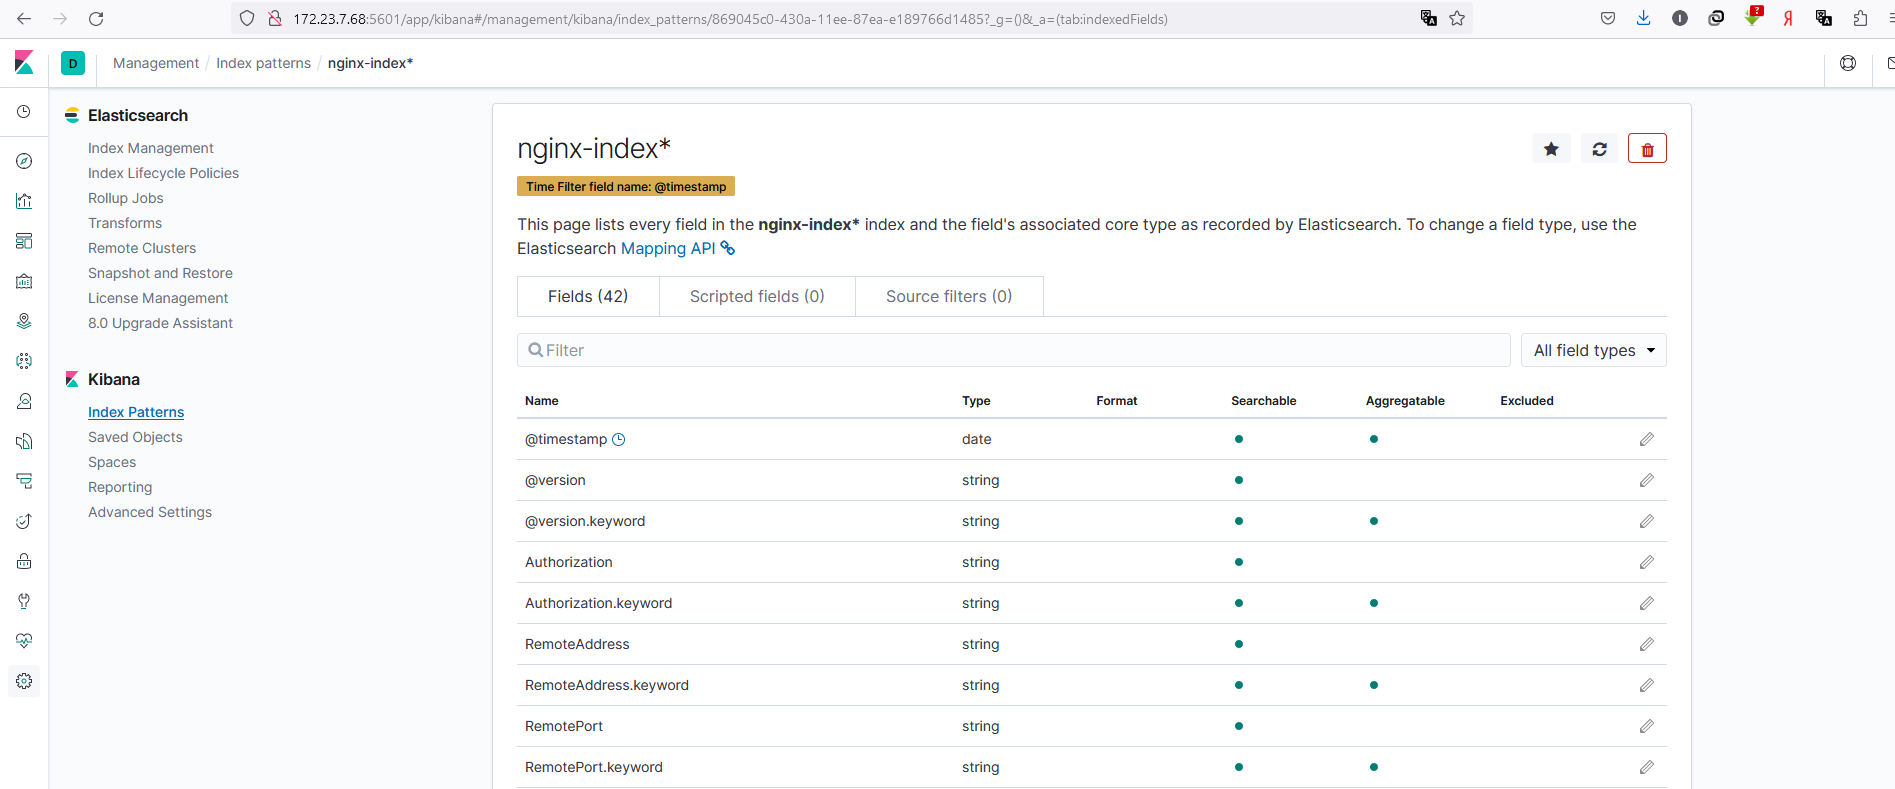 172.23.7.68:5601/app/kibana#/management/kibana/index_patterns/869045c0-430a-11ee-87ea-e189766d1485?_g=()&_a=(tab:indexedFields)
D
Management / Index patterns / nginx-index*
Elasticsearch
Index Management
Index Lifecycle Policies
Rollup Jobs
Transforms
Remote Clusters
Snapshot and Restore
License Management
8.0 Upgrade Assistant
Kibana
Index Patterns
Saved Objects
Spaces
Reporting
Advanced Settings
nginx-index*
Time Filter field name: @timestamp
This page lists every field in the nginx-index* index and the field's associated core type as recorded by Elasticsearch. To change a field type, use the
Elasticsearch Mapping API
Fields (42) Scripted fields (0) Source filters (0)
Filter All field types
Name Type Format Searchable Aggregatable Excluded
@timestamp date
@version string
@version.keyword string
Authorization string
Authorization.keyword string
RemoteAddress string
RemoteAddress.keyword string
RemotePort string
RemotePort.keyword string